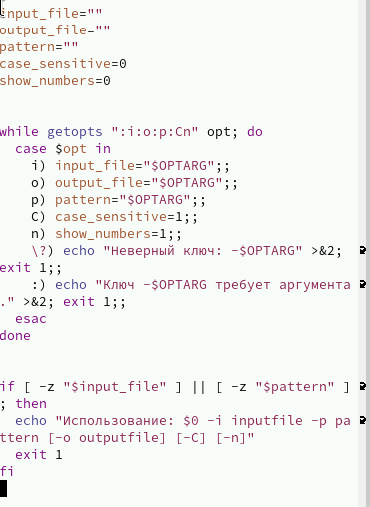 input_file=""
output_file=""
pattern=""
case_sensitive=0
show_numbers=0
while getopts ":i:o:p:Cn" opt; do
  case $opt in
    i) input_file="$OPTARG";;
    o) output_file="$OPTARG";;
    p) pattern="$OPTARG";;
    C) case_sensitive=1;;
    n) show_numbers=1;;
    \?) echo "Неверный ключ: -$OPTARG" >&2;
exit 1;;
    :) echo "Ключ -$OPTARG требует аргумента
." >&2; exit 1;;
  esac
done
if [ -z "$input_file" ] || [ -z "$pattern" ]
; then
  echo "Использование: $0 -i inputfile -p pa
ttern [-o outputfile] [-C] [-n]"
  exit 1
fi